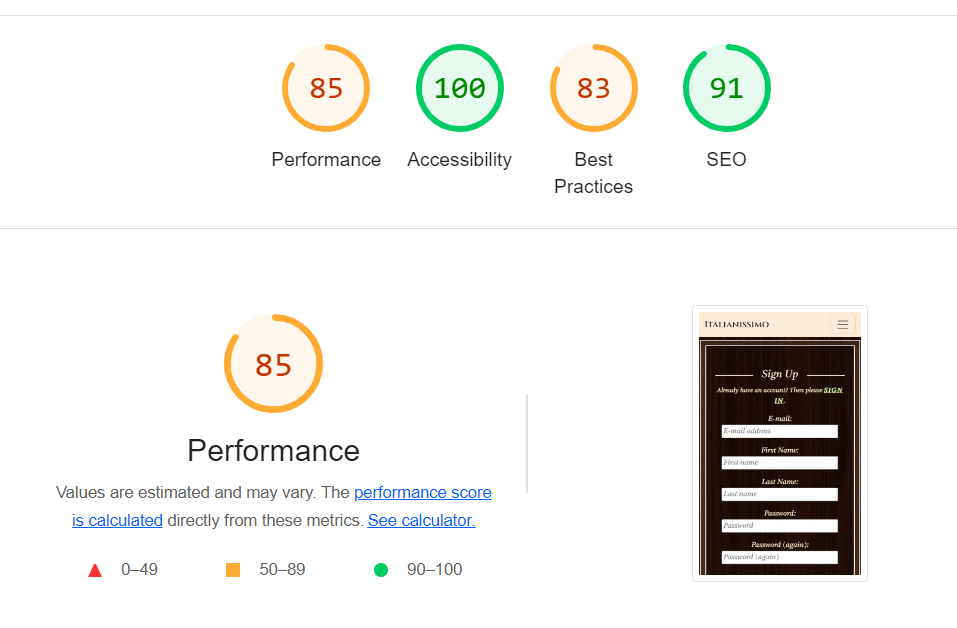 85
100
83
91
Performance
Accessibility
Best
Practices
SEO
85
Performance
Values are estimated and may vary. The performance score
is calculated directly from these metrics. See calculator.
0–49
50–89
90–100
Italianissimo
Sign Up
Already have an account? Then please SIGN
IN.
E-mail:
E-mail address
First Name:
First name
Last Name:
Last name
Password:
Password
Password (again):
Password (again)